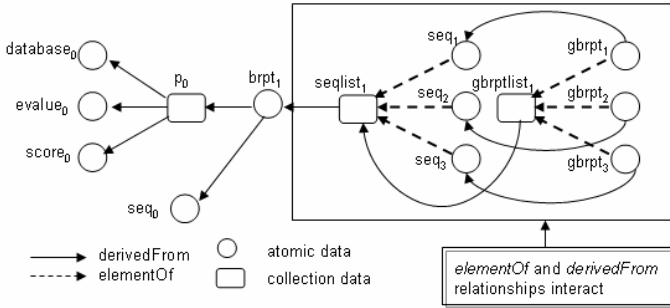 database₀
evalue₀
score₀
p₀
brpt₁
seq₀
seqlist₁
seq₁
seq₂
seq₃
gbrptlist₁
gbrpt₁
gbrpt₂
gbrpt₃
derivedFrom
elementOf
atomic data
collection data
elementOf and derivedFrom
relationships interact